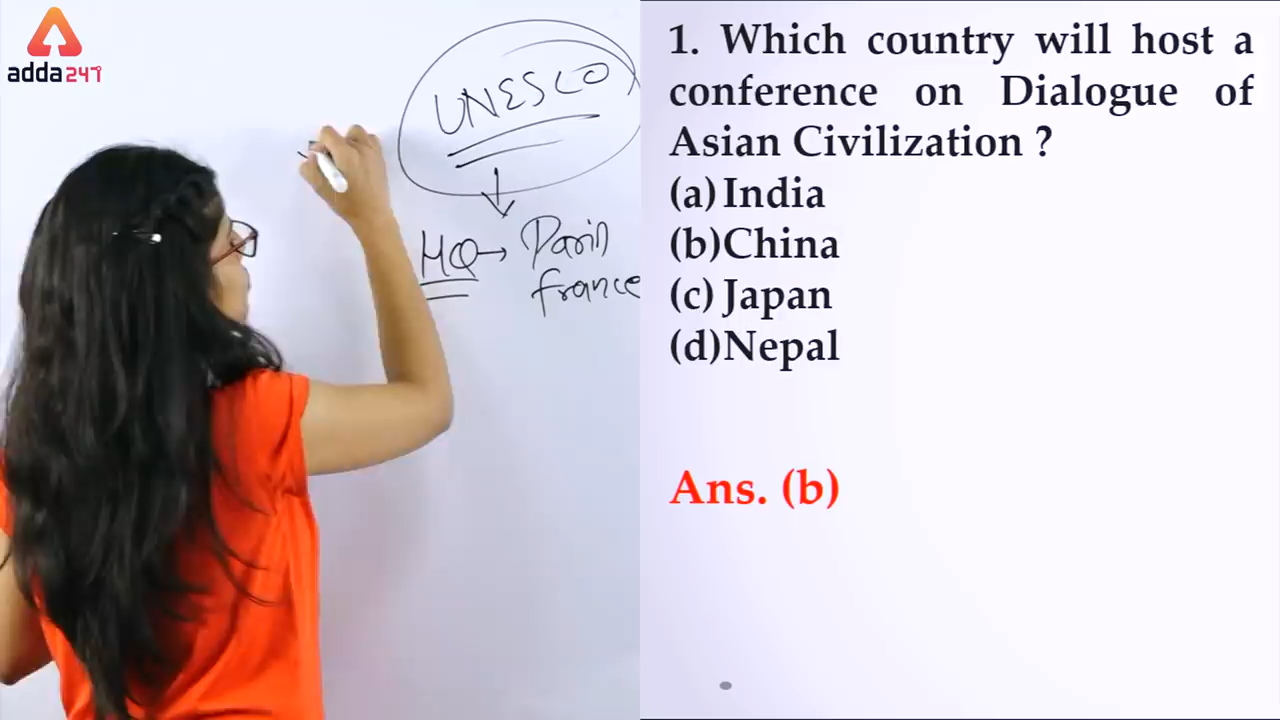 adda247
UNESCO
HQ → Paris
france
1. Which country will host a
conference on Dialogue of
Asian Civilization ?
(a) India
(b)China
(c) Japan
(d)Nepal
Ans. (b)